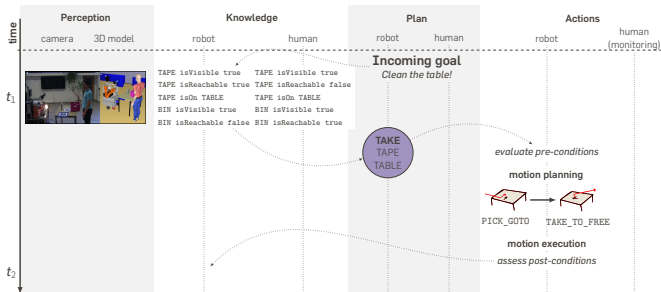 Perception Knowledge Plan Actions
time
camera 3D model robot human robot human robot human
(monitoring)
Incoming goal
Clean the table!
t1
TAPE isVisible true TAPE isVisible true
TAPE isReachable true TAPE isReachable false
TAPE isOn TABLE TAPE isOn TABLE
BIN isVisible true BIN isVisible true
BIN isReachable false BIN isReachable true
TAKE
TAPE
TABLE
evaluate pre-conditions
motion planning
PICK_GOTO TAKE_TO_FREE
motion execution
assess post-conditions
t2